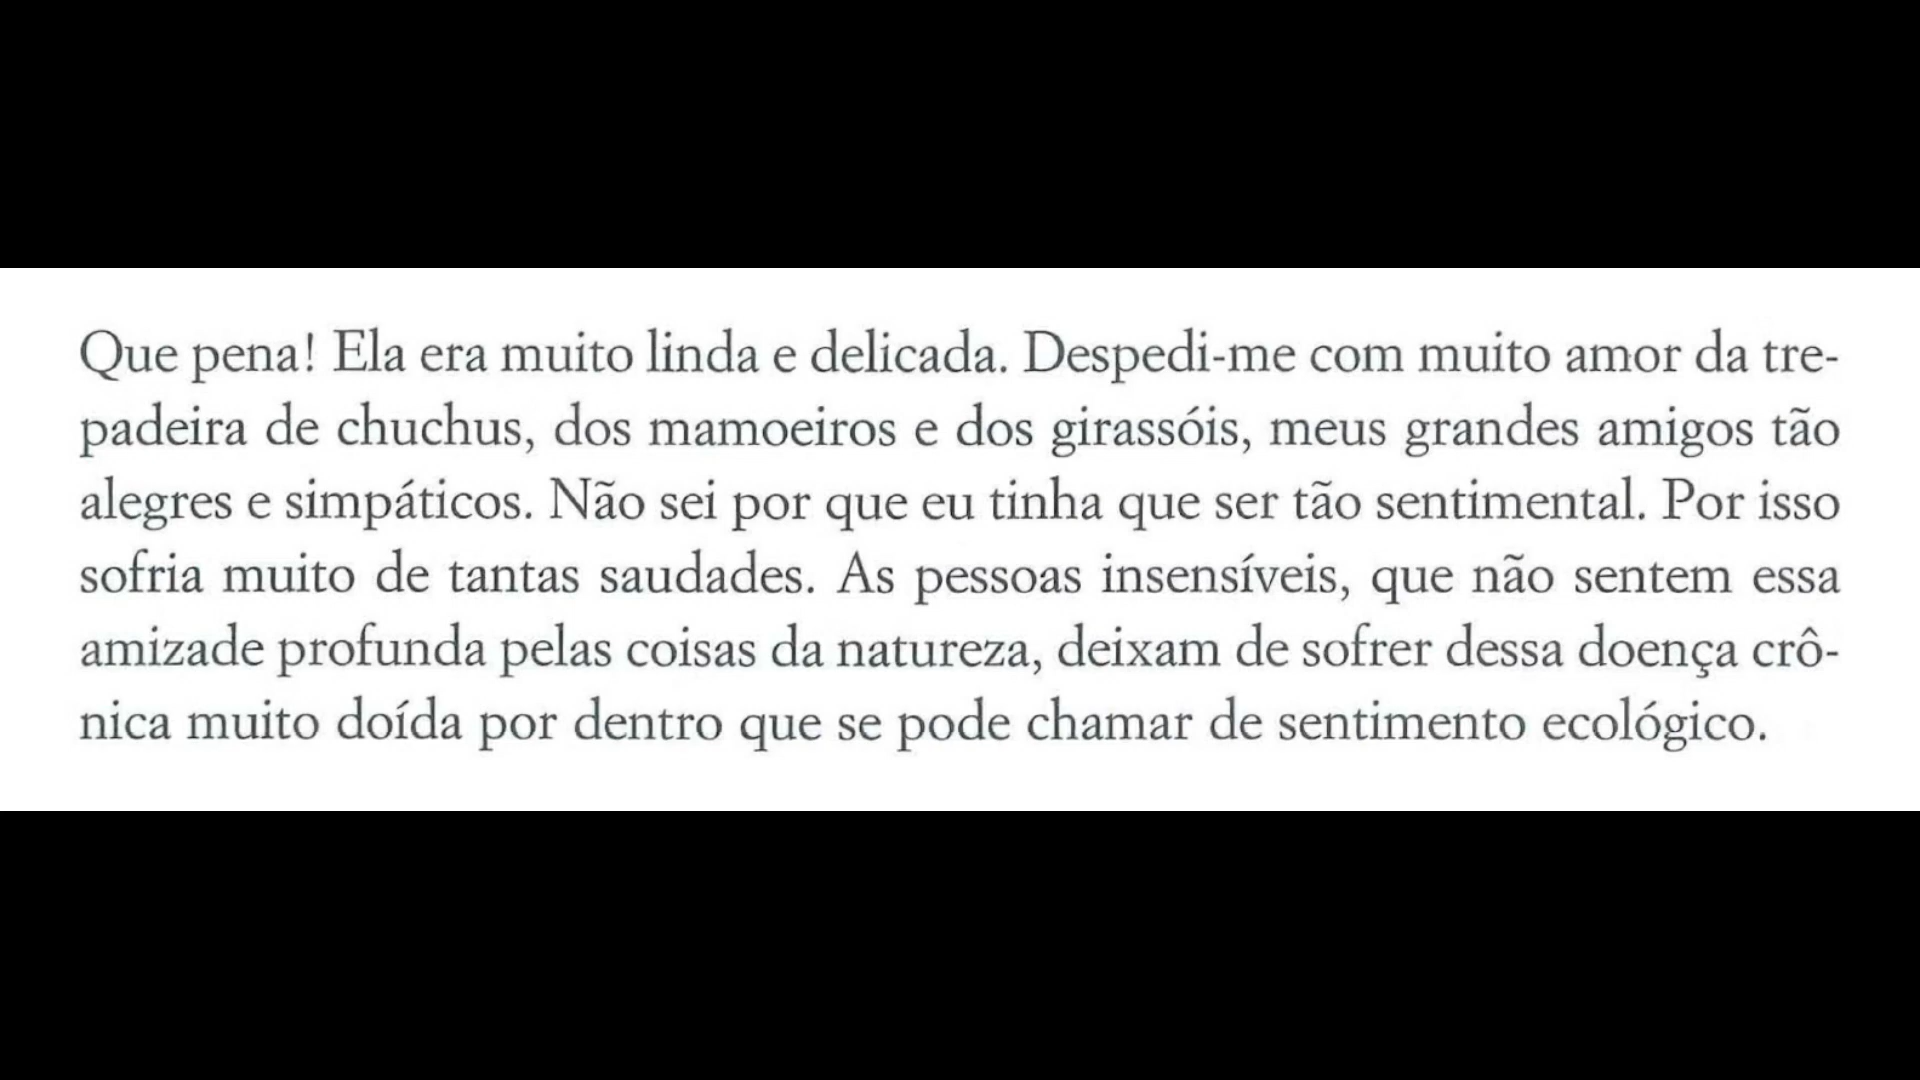 Que pena! Ela era muito linda e delicada. Despedi-me com muito amor da tre-
padeira de chuchus, dos mamoeiros e dos girassóis, meus grandes amigos tão
alegres e simpáticos. Não sei por que eu tinha que ser tão sentimental. Por isso
sofria muito de tantas saudades. As pessoas insensíveis, que não sentem essa
amizade profunda pelas coisas da natureza, deixam de sofrer dessa doença crô-
nica muito doída por dentro que se pode chamar de sentimento ecológico.